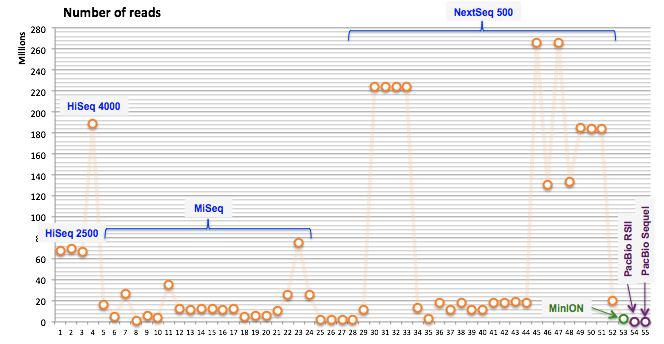 Number of reads
NextSeq 500
Millions
280
260
240
220
200
180
160
140
120
100
60
40
20
0
HiSeq 4000
HiSeq 2500
MiSeq
MinION
PacBio RSII
PacBio Sequel
1 2 3 4 5 6 7 8 9 10 11 12 13 14 15 16 17 18 19 20 21 22 23 24 25 26 27 28 29 30 31 32 33 34 35 36 37 38 39 40 41 42 43 44 45 46 47 48 49 50 51 52 53 54 55